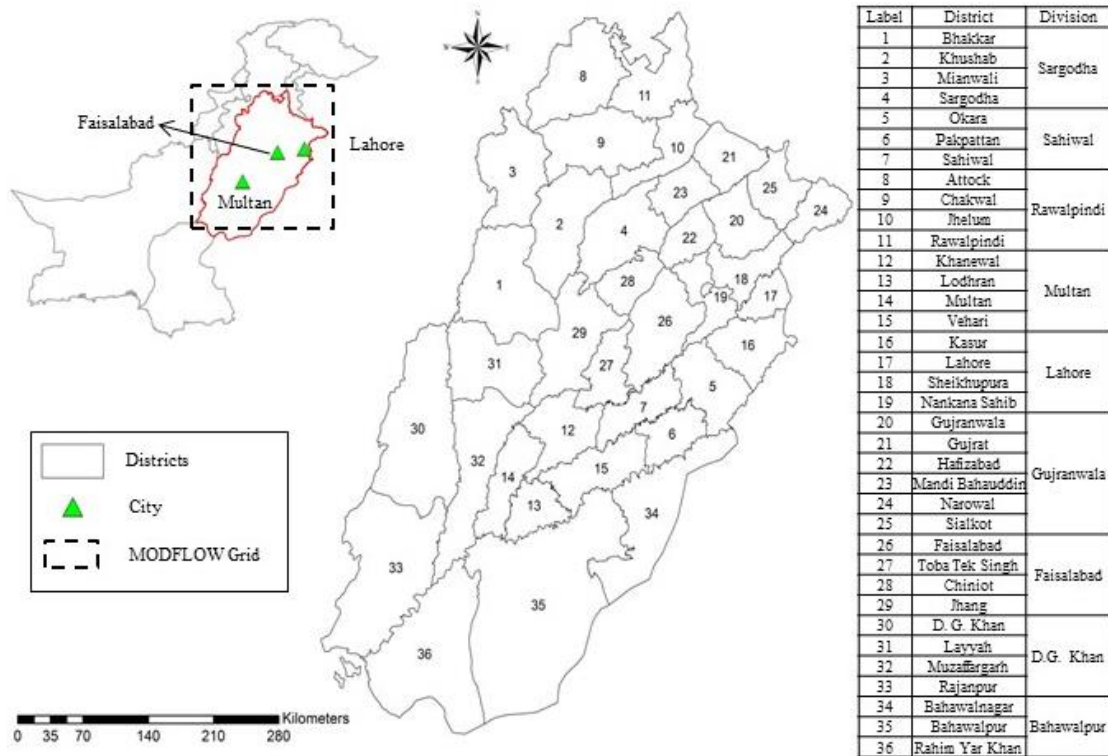 Faisalabad
Lahore
Multan
Districts
City
MODFLOW Grid
Kilometers
0 35 70 140 210 280
N
E
S
W
8
11
9
10
3
21
23
25
2
4
20
24
22
28
18
1
19
17
26
29
16
31
27
5
7
30
12
6
32
14
15
13
34
33
35
36
Label District Division
1 Bhakkar Sargodha
2 Khushab
3 Mianwali
4 Sargodha
5 Okara Sahiwal
6 Pakpattan
7 Sahiwal
8 Attock Rawalpindi
9 Chakwal
10 Jhelum
11 Rawalpindi
12 Khanewal Multan
13 Lodhran
14 Multan
15 Vehari
16 Kasur Lahore
17 Lahore
18 Sheikhupura
19 Nankana Sahib
20 Gujranwala Gujranwala
21 Gujrat
22 Hafizabad
23 Mandi Bahauddin
24 Narowal
25 Sialkot
26 Faisalabad Faisalabad
27 Toba Tek Singh
28 Chiniot
29 Jhang
30 D. G. Khan D.G. Khan
31 Layyah
32 Muzaffargarh
33 Rajanpur
34 Bahawalnagar Bahawalpur
35 Bahawalpur
36 Rahim Yar Khan